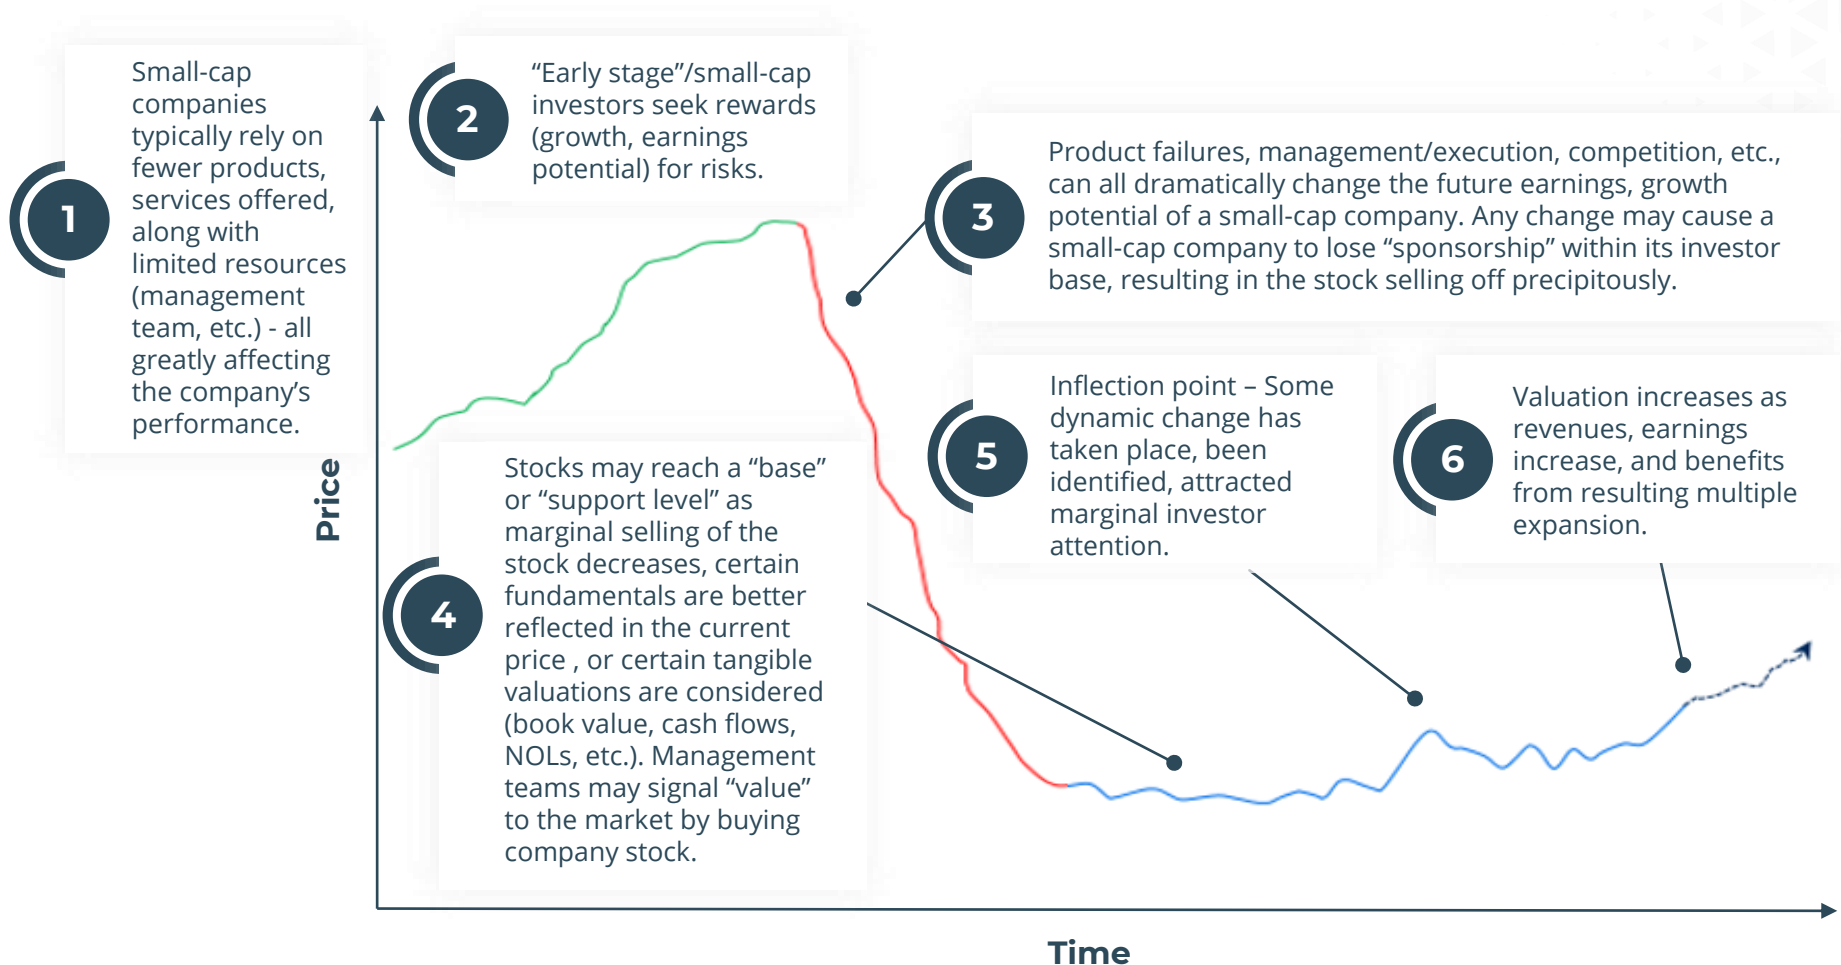 1
Small-cap
companies
typically rely on
fewer products,
services offered,
along with
limited resources
(management
team, etc.) - all
greatly affecting
the company’s
performance.
2
“Early stage”/small-cap
investors seek rewards
(growth, earnings
potential) for risks.
3
Product failures, management/execution, competition, etc.,
can all dramatically change the future earnings, growth
potential of a small-cap company. Any change may cause a
small-cap company to lose “sponsorship” within its investor
base, resulting in the stock selling off precipitously.
4
Stocks may reach a “base”
or “support level” as
marginal selling of the
stock decreases, certain
fundamentals are better
reflected in the current
price , or certain tangible
valuations are considered
(book value, cash flows,
NOLs, etc.). Management
teams may signal “value”
to the market by buying
company stock.
5
Inflection point – Some
dynamic change has
taken place, been
identified, attracted
marginal investor
attention.
6
Valuation increases as
revenues, earnings
increase, and benefits
from resulting multiple
expansion.
Price
Time